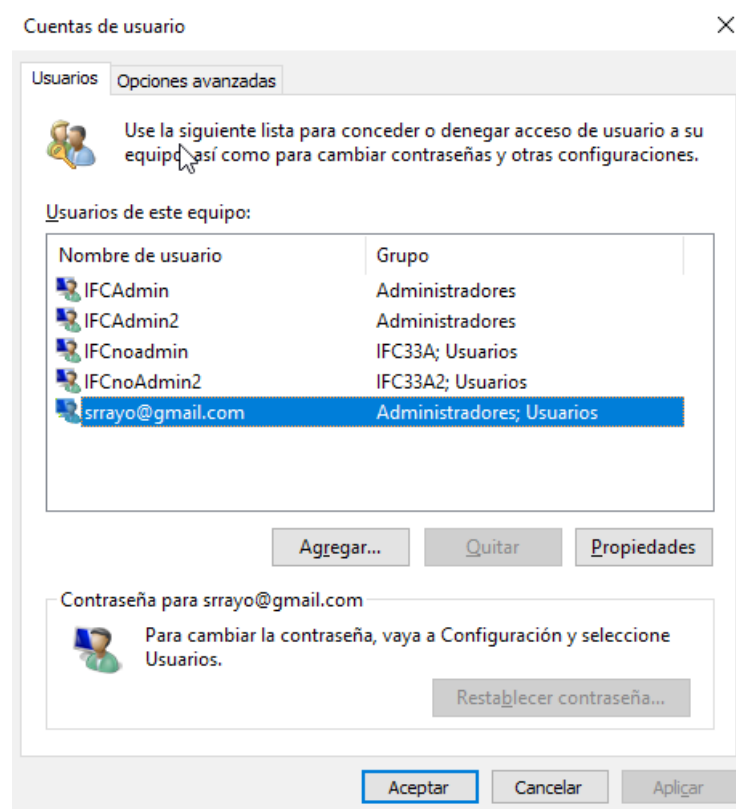 Cuentas de usuario
Usuarios
Opciones avanzadas
Use la siguiente lista para conceder o denegar acceso de usuario a su
equipo, así como para cambiar contraseñas y otras configuraciones.
Usuarios de este equipo:
Nombre de usuario Grupo
IFCAdmin Administradores
IFCAdmin2 Administradores
IFCnoadmin IFC33A; Usuarios
IFCnoAdmin2 IFC33A2; Usuarios
srrayo@gmail.com Administradores; Usuarios
Agregar... Quitar Propiedades
Contraseña para srrayo@gmail.com
Para cambiar la contraseña, vaya a Configuración y seleccione
Usuarios.
Restablecer contraseña...
Aceptar Cancelar Aplicar